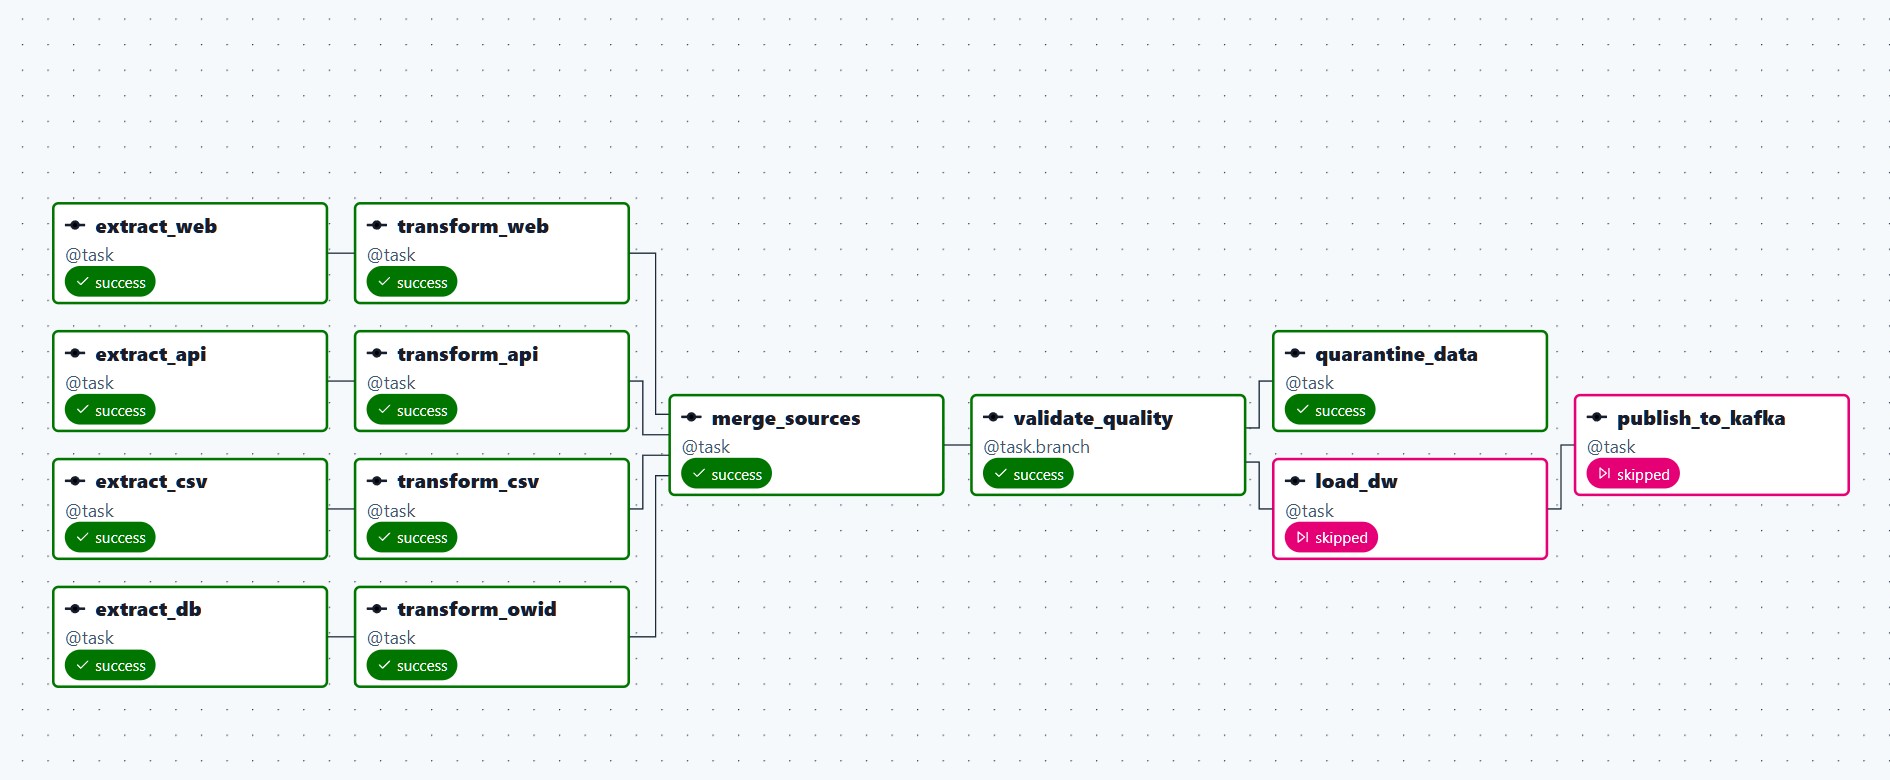 extract_web
@task
success
transform_web
@task
success
extract_api
@task
success
transform_api
@task
success
extract_csv
@task
success
transform_csv
@task
success
extract_db
@task
success
transform_owid
@task
success
merge_sources
@task
success
validate_quality
@task.branch
success
quarantine_data
@task
success
load_dw
@task
skipped
publish_to_kafka
@task
skipped